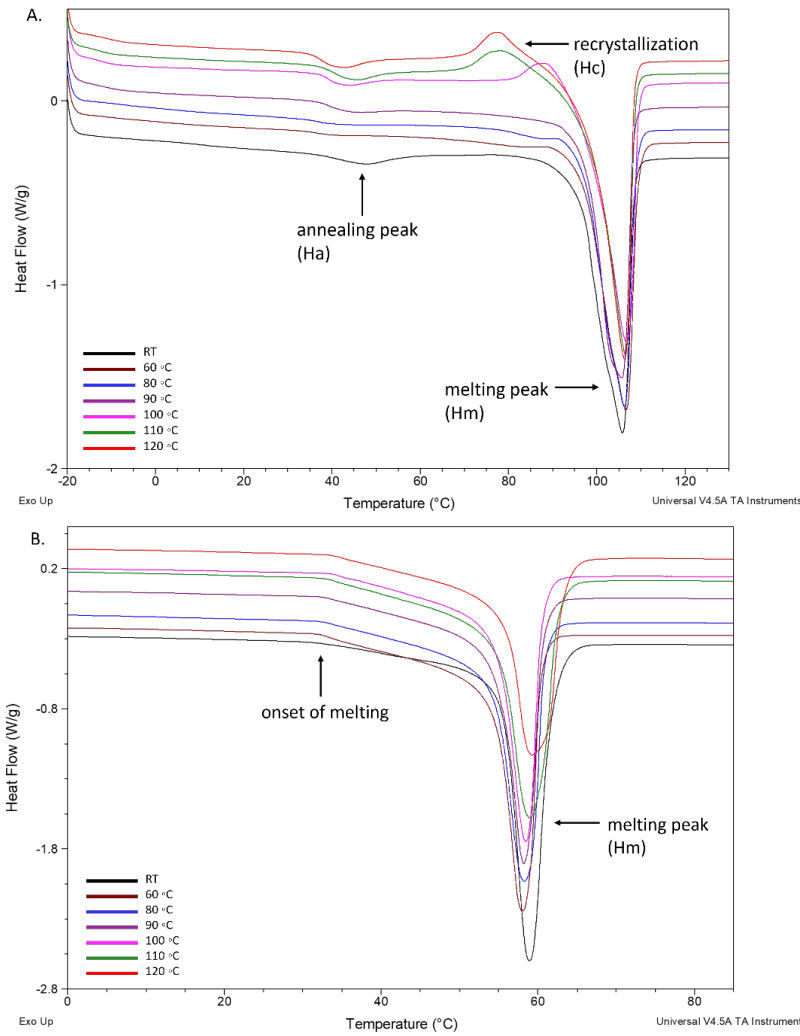 A.
recrystallization
(Hc)
0
annealing peak
(Ha)
Heat Flow (W/g)
-1
RT
60 °C
80 °C
90 °C
100 °C
110 °C
120 °C
melting peak
(Hm)
-2
-20 0 20 40 60 80 100 120
Exo Up Temperature (°C) Universal V4.5A TA Instruments
B.
0.2
onset of melting
-0.8
Heat Flow (W/g)
melting peak
(Hm)
-1.8
RT
60 °C
80 °C
90 °C
100 °C
110 °C
120 °C
-2.8
0 20 40 60 80
Exo Up Temperature (°C) Universal V4.5A TA Instruments